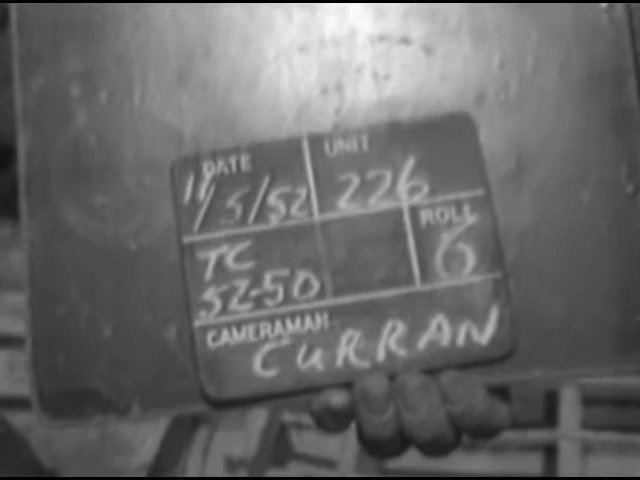 DATE
UNIT
11/5/52
226
ROLL
6
TC
52-50
CAMERAMAN
CURRAN